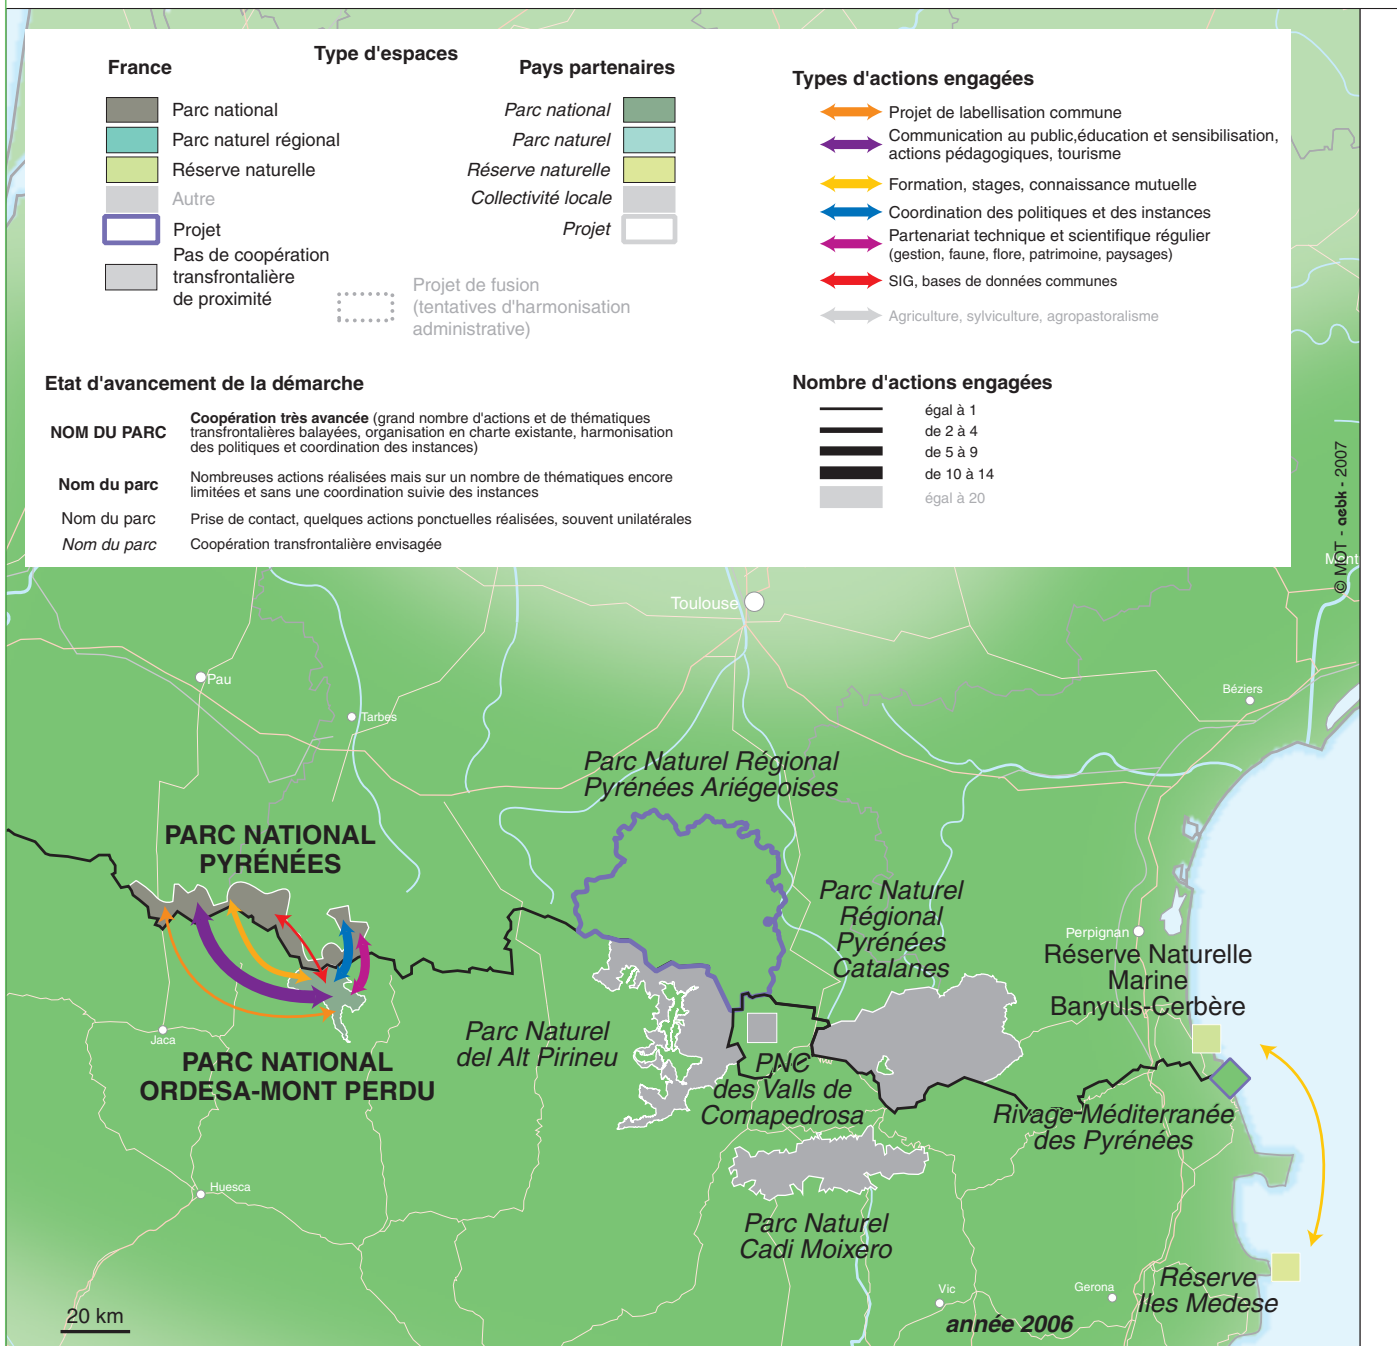 Type d'espaces
France
Pays partenaires
Parc national
Parc naturel régional
Réserve naturelle
Autre
Projet
Pas de coopération
transfrontalière
de proximité
Parc national
Parc naturel
Réserve naturelle
Collectivité locale
Projet
Projet de fusion
(tentatives d'harmonisation
administrative)
Types d'actions engagées
Projet de labellisation commune
Communication au public,éducation et sensibilisation,
actions pédagogiques, tourisme
Formation, stages, connaissance mutuelle
Coordination des politiques et des instances
Partenariat technique et scientifique régulier
(gestion, faune, flore, patrimoine, paysages)
SIG, bases de données communes
Agriculture, sylviculture, agropastoralisme
Etat d'avancement de la démarche
NOM DU PARC
Coopération très avancée (grand nombre d'actions et de thématiques
transfrontalières balayées, organisation en charte existante, harmonisation
des politiques et coordination des instances)
Nom du parc
Nombreuses actions réalisées mais sur un nombre de thématiques encore
limitées et sans une coordination suivie des instances
Nom du parc
Prise de contact, quelques actions ponctuelles réalisées, souvent unilatérales
Nom du parc
Coopération transfrontalière envisagée
Nombre d'actions engagées
égal à 1
de 2 à 4
de 5 à 9
de 10 à 14
égal à 20
© MOT - aebk - 2007
Mont
Toulouse
Pau
Tarbes
Béziers
Parc Naturel Régional
Pyrénées Ariégeoises
PARC NATIONAL
PYRÉNÉES
Parc Naturel
Régional
Pyrénées
Catalanes
Perpignan
Réserve Naturelle
Marine
Banyuls-Cerbère
Jaca
Parc Naturel
del Alt Pirineu
PARC NATIONAL
ORDESA-MONT PERDU
PNC
des Valls de
Comapedrosa
Rivage-Méditerranée
des Pyrénées
Huesca
Parc Naturel
Cadi Moixero
Vic
Gerona
Réserve
Iles Medese
20 km
année 2006